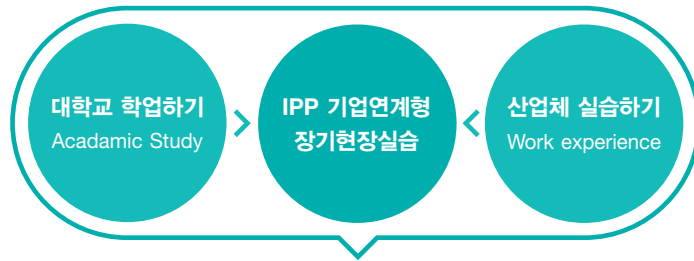 대학교 학업하기
Acadamic Study
IPP 기업연계형
장기현장실습
산업체 실습하기
Work experience